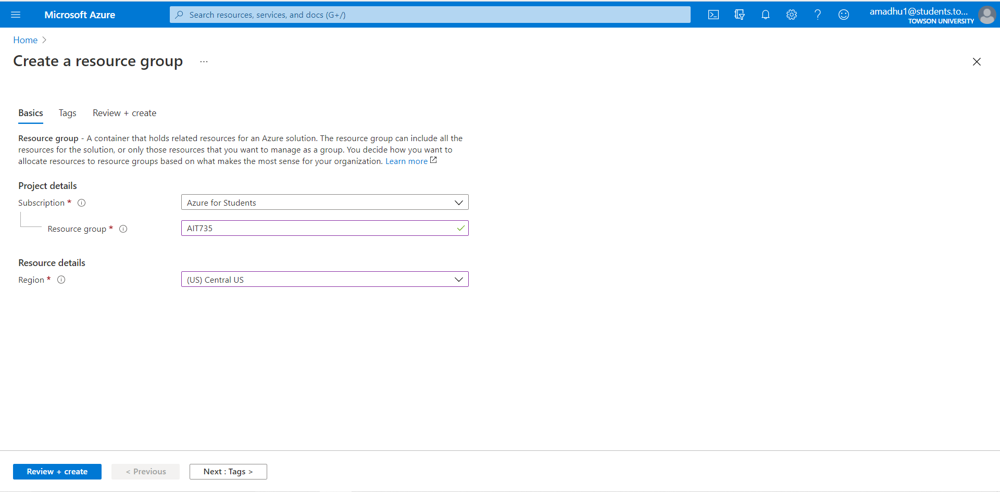 Microsoft Azure
Search resources, services, and docs (G+/)
amadhu1@students.to...
TOWSON UNIVERSITY
Home >
Create a resource group ...
Basics Tags Review + create
Resource group - A container that holds related resources for an Azure solution. The resource group can include all the
resources for the solution, or only those resources that you want to manage as a group. You decide how you want to
allocate resources to resource groups based on what makes the most sense for your organization. Learn more
Project details
Subscription * Azure for Students
Resource group * AIT735
Resource details
Region * (US) Central US
Review + create < Previous Next : Tags >